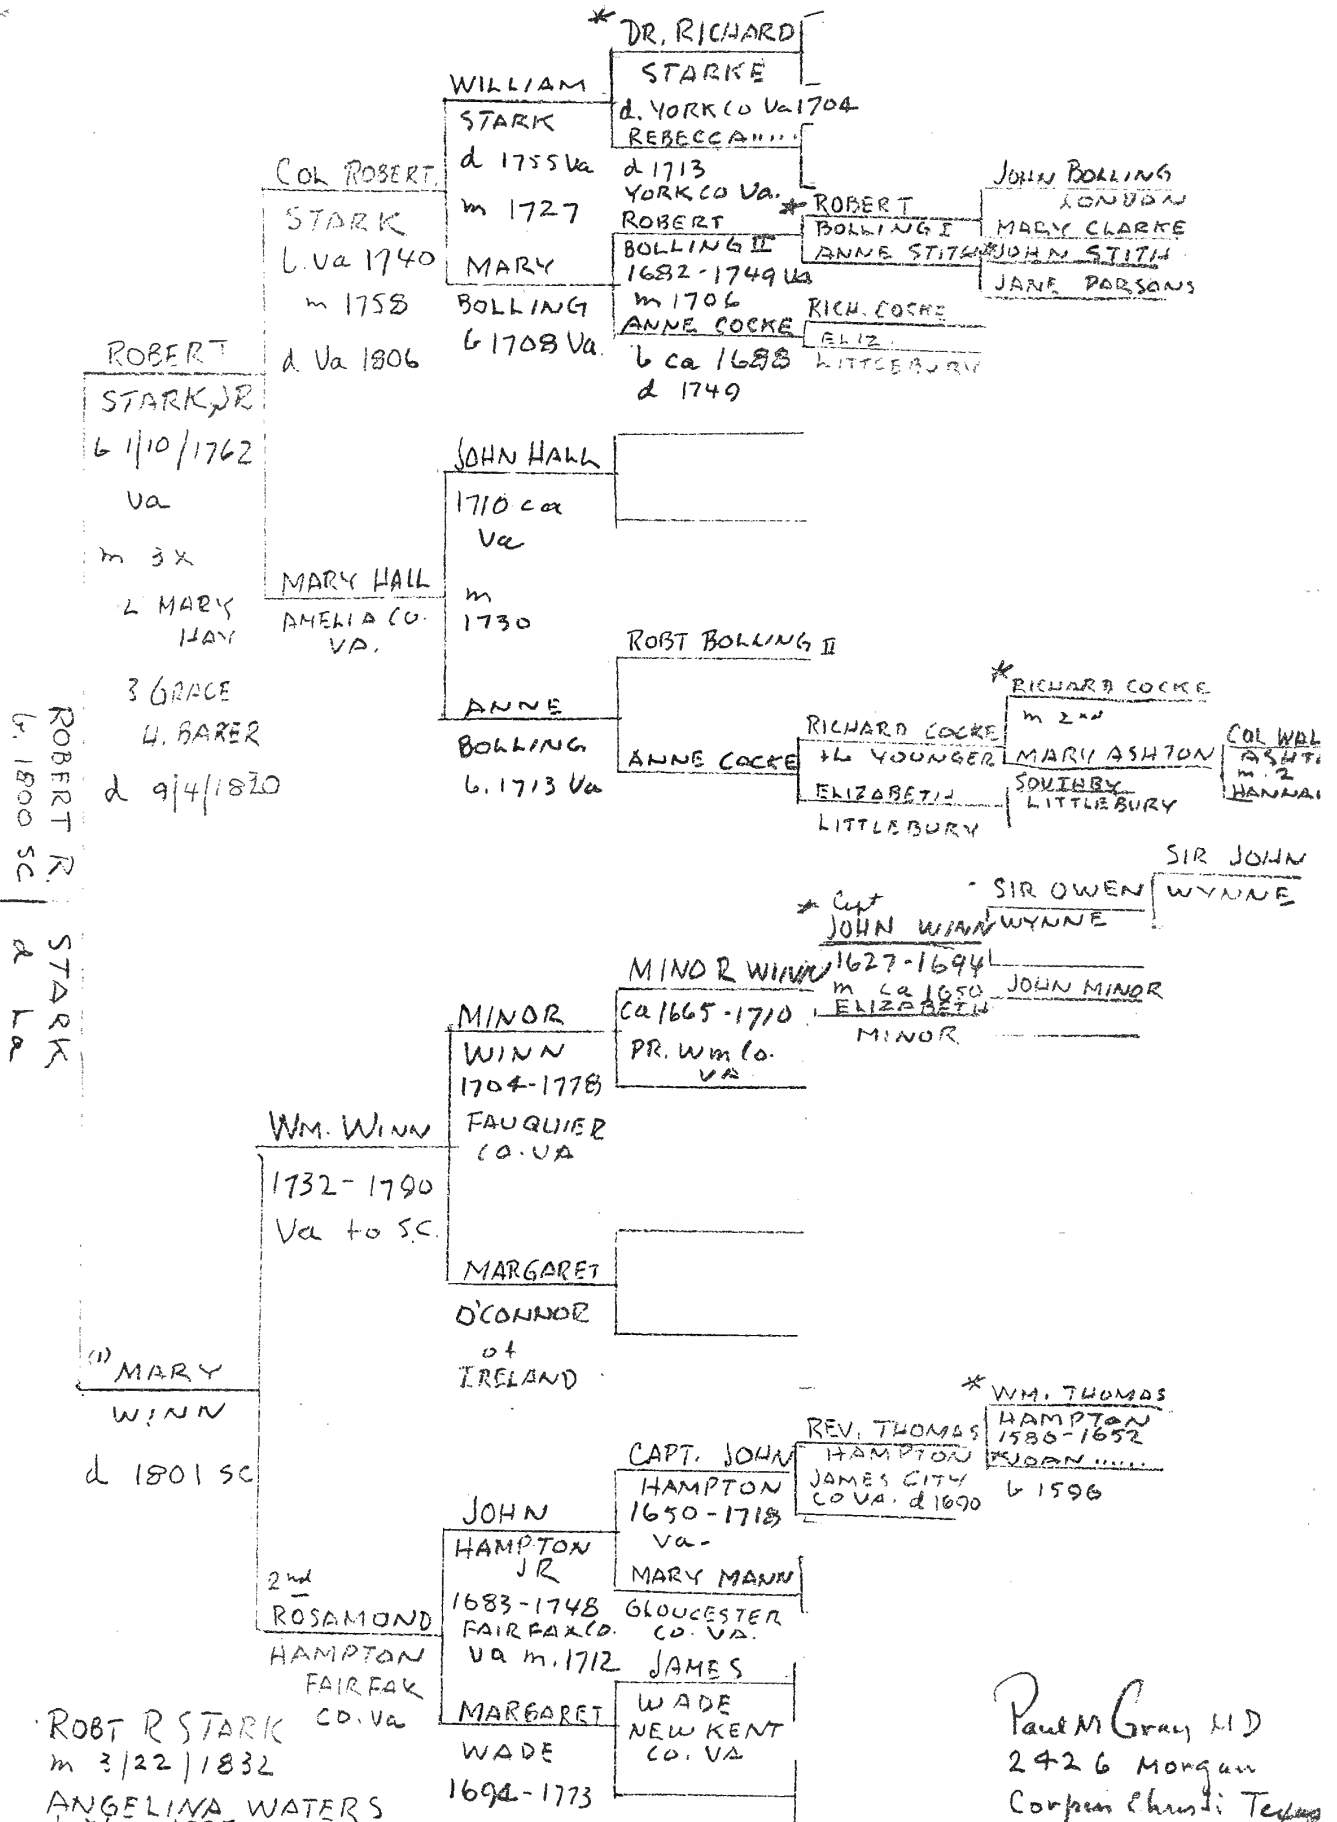 ROBERT R. STARK
b. 1800 SC | d La
ROBERT
STARK, JR
b 1/10/1762
Va
m 3x
2 MARY
HAY
3 GRACE
H. BAKER
d 9/4/1830
(1) MARY
WINN
d 1801 SC
COL ROBERT
STARK
b. Va 1740
m 1758
d Va 1806
MARY HALL
AMELIA CO.
VA.
WM. WINN
1732-1790
Va to S.C.
2nd
ROSAMOND
HAMPTON
FAIRFAX
CO. Va
WILLIAM
STARK
d 1755 Va
m 1727
MARY
BOLLING
b 1708 Va.
JOHN HALL
1710 ca
Va
m
1730
ANNE
BOLLING
b. 1713 Va
MINOR
WINN
1704-1778
FAUQUIER
CO. VA
MARGARET
O'CONNOR
of
IRELAND
JOHN
HAMPTON
JR
1683-1748
FAIRFAX CO.
Va m. 1712
MARGARET
WADE
1694-1773
* DR. RICHARD
STARKE
d. YORK CO Va 1704
REBECCA .....
d 1713
YORK CO Va.
ROBERT
BOLLING II
1682-1749 Va
m 1706
ANNE COCKE
b ca 1688
d 1749
ROBT BOLLING II
ANNE COCKE
MINOR WINN
ca 1665-1710
PR. Wm Co.
VA
CAPT. JOHN
HAMPTON
1650-1718
Va-
MARY MANN
GLOUCESTER
CO. VA.
JAMES
WADE
NEW KENT
CO. VA
* ROBERT
BOLLING I
ANNE STITH
RICH. COCKE
ELIZ.
LITTLEBURY
RICHARD COCKE
the YOUNGER
ELIZABETH
LITTLEBURY
* Capt
JOHN WINN
1627-1694
m ca 1650
ELIZABETH
MINOR
REV. THOMAS
HAMPTON
JAMES CITY
CO VA. d 1690
JOHN BOLLING
LONDON
MARY CLARKE
*JOHN STITH
JANE PARSONS
* RICHARD COCKE
m 2nd
MARY ASHTON
SOUTHBY
LITTLEBURY
COL WAL
ASHT
m. 2
HANNA
SIR OWEN
WYNNE
SIR JOHN
WYNNE
JOHN MINOR
* WM. THOMAS
HAMPTON
1586-1652
*JOAN .....
b 1596
ROBT R STARK
m 3/22/1832
ANGELINA WATERS
Paul M Gray MD
2426 Morgan
Corpus Christi Texas